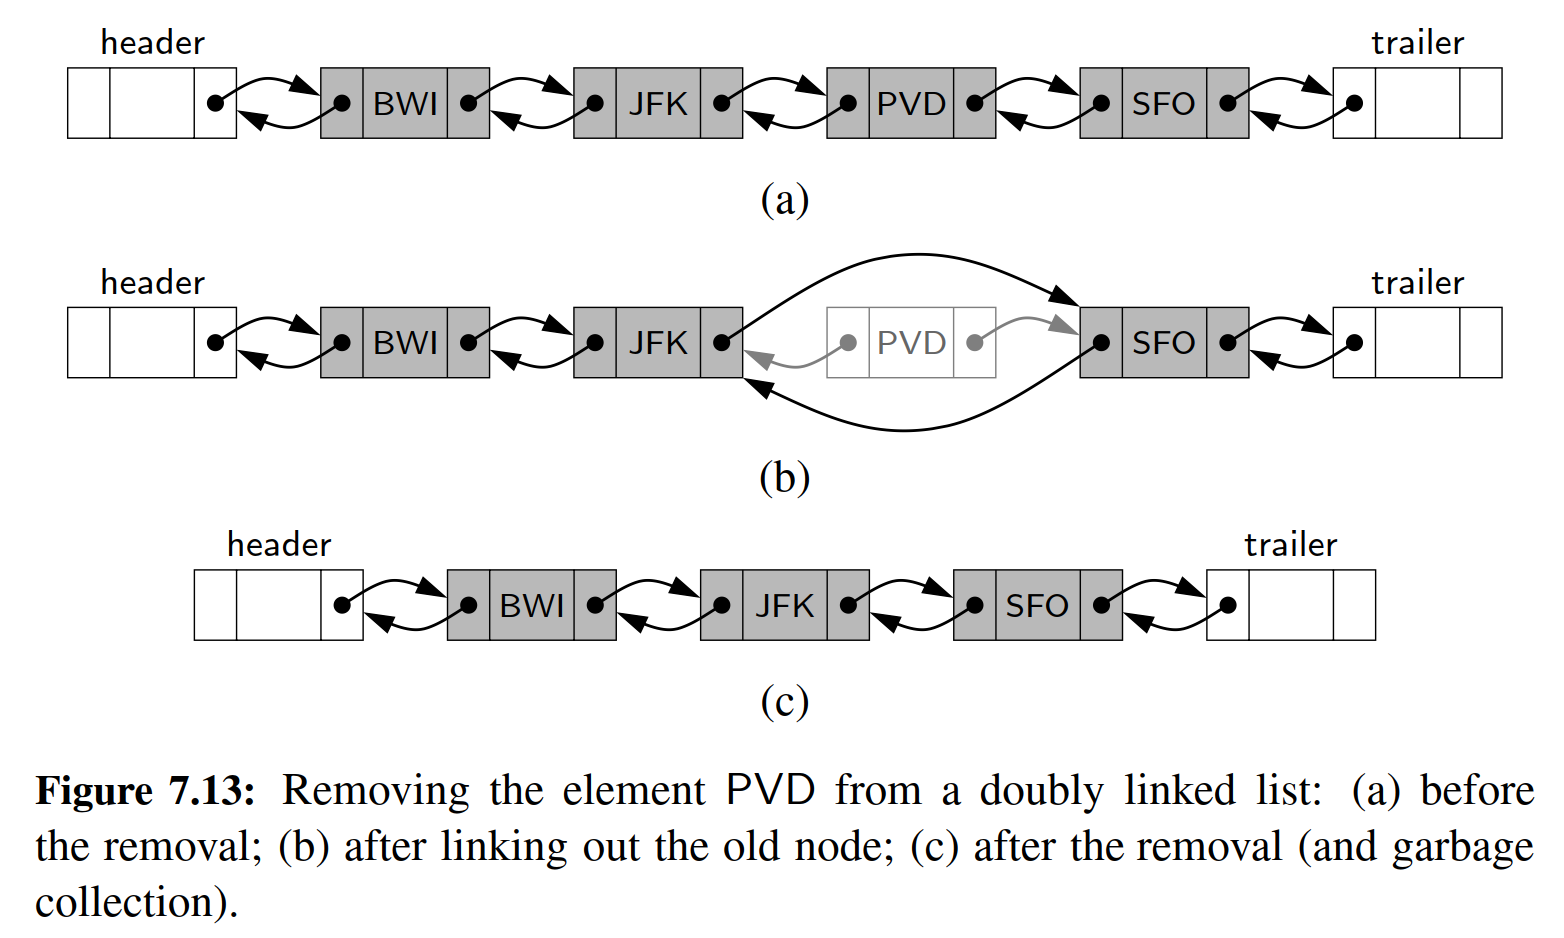 header trailer
BWI JFK PVD SFO
(a)
header trailer
BWI JFK PVD SFO
(b)
header trailer
BWI JFK SFO
(c)
Figure 7.13: Removing the element PVD from a doubly linked list: (a) before
the removal; (b) after linking out the old node; (c) after the removal (and garbage
collection).